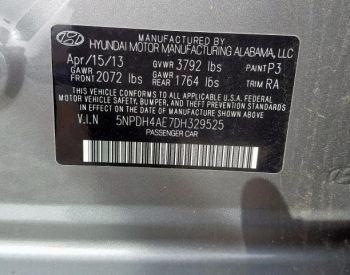 MANUFACTURED BY
HYUNDAI MOTOR MANUFACTURING ALABAMA, LLC
Apr/15/13 GVWR 3792 lbs PAINT P3
GAWR FRONT 2072 lbs GAWR REAR 1764 lbs TRIM RA
THIS VEHICLE CONFORMS TO ALL APPLICABLE U.S. FEDERAL MOTOR VEHICLE
SAFETY, BUMPER, AND THEFT PREVENTION STANDARDS IN
EFFECT ON THE DATE OF MANUFACTURE SHOWN ABOVE.
V.I.N 5NPDH4AE7DH329525
PASSENGER CAR